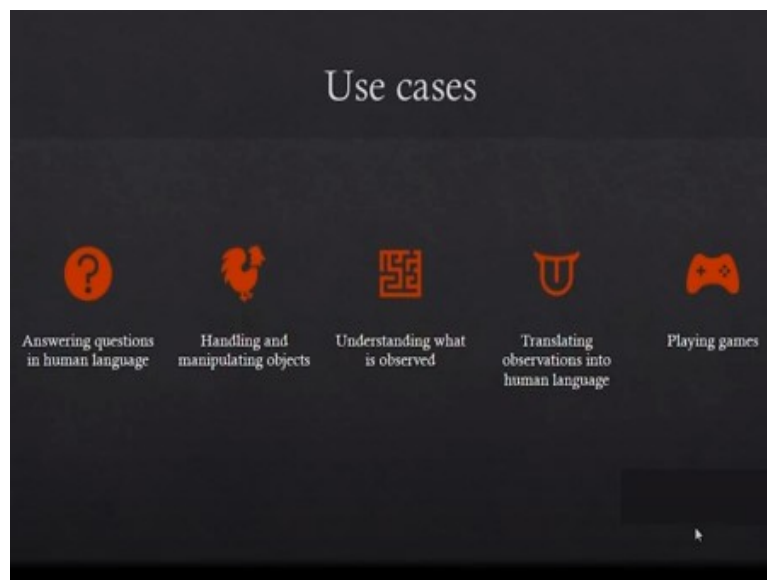 Use cases
Answering questions
in human language
Handling and
manipulating objects
Understanding what
is observed
Translating
observations into
human language
Playing games